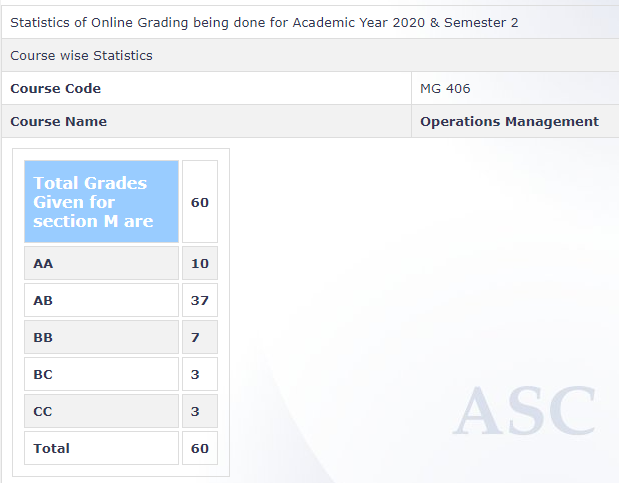 Statistics of Online Grading being done for Academic Year 2020 & Semester 2
Course wise Statistics
Course Code MG 406
Course Name Operations Management
Total Grades
Given for
section M are 60
AA 10
AB 37
BB 7
BC 3
CC 3
Total 60
ASC